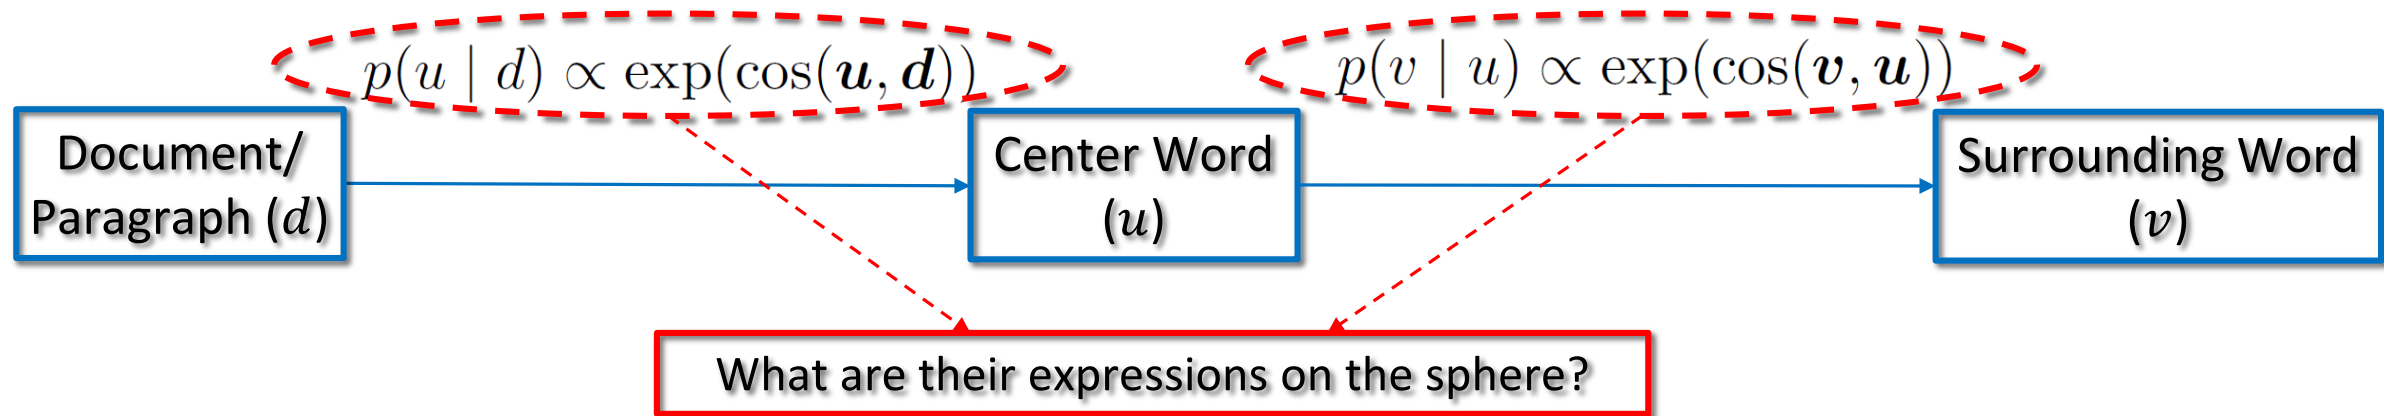 p(u | d) ∝ exp(cos(𝒖, 𝒅))
p(v | u) ∝ exp(cos(𝒗, 𝒖))
Document/
Paragraph (𝑑)
Center Word
(𝑢)
Surrounding Word
(𝑣)
What are their expressions on the sphere?